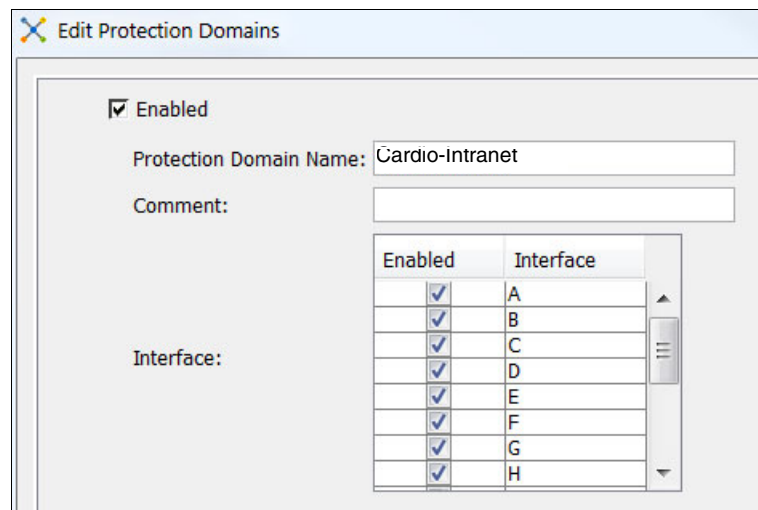 Edit Protection Domains
Enabled
Protection Domain Name: Cardio-Intranet
Comment:
Enabled Interface
A
B
C
D
Interface:
E
F
G
H